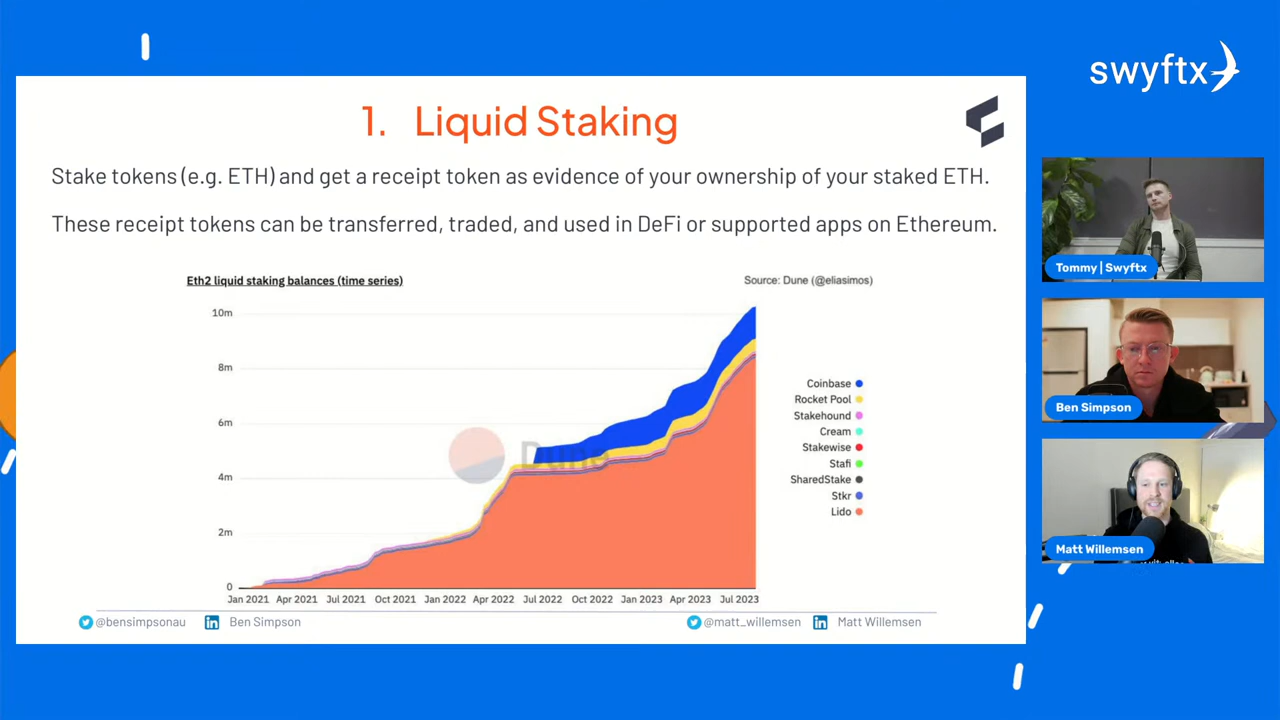 swyftx
1. Liquid Staking
Stake tokens (e.g. ETH) and get a receipt token as evidence of your ownership of your staked ETH.
These receipt tokens can be transferred, traded, and used in DeFi or supported apps on Ethereum.
Eth2 liquid staking balances (time series)
Source: Dune (@eliasimos)
10m
8m
6m
4m
2m
0
Dune
Jan 2021 Apr 2021 Jul 2021 Oct 2021 Jan 2022 Apr 2022 Jul 2022 Oct 2022 Jan 2023 Apr 2023 Jul 2023
Coinbase
Rocket Pool
Stakehound
Cream
Stakewise
Stafi
SharedStake
Stkr
Lido
@bensimpsonau
Ben Simpson
@matt_willemsen
Matt Willemsen
Tommy | Swyftx
Ben Simpson
Matt Willemsen